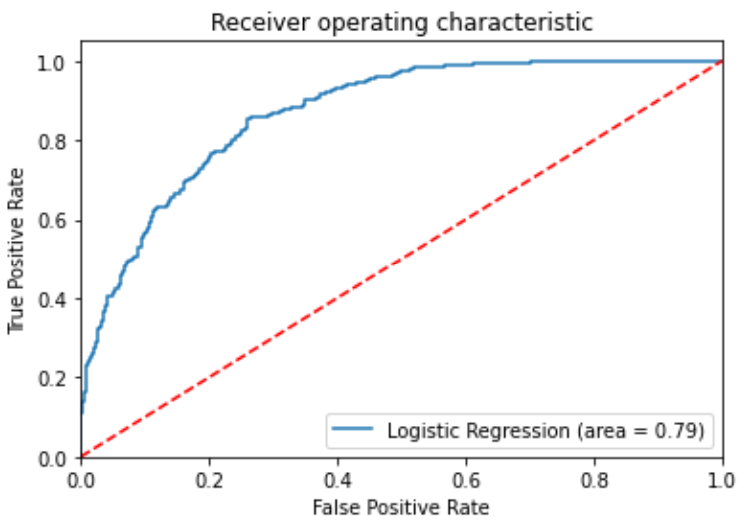 Receiver operating characteristic
1.0
0.8
0.6
0.4
0.2
0.0
True Positive Rate
Logistic Regression (area = 0.79)
0.0 0.2 0.4 0.6 0.8 1.0
False Positive Rate